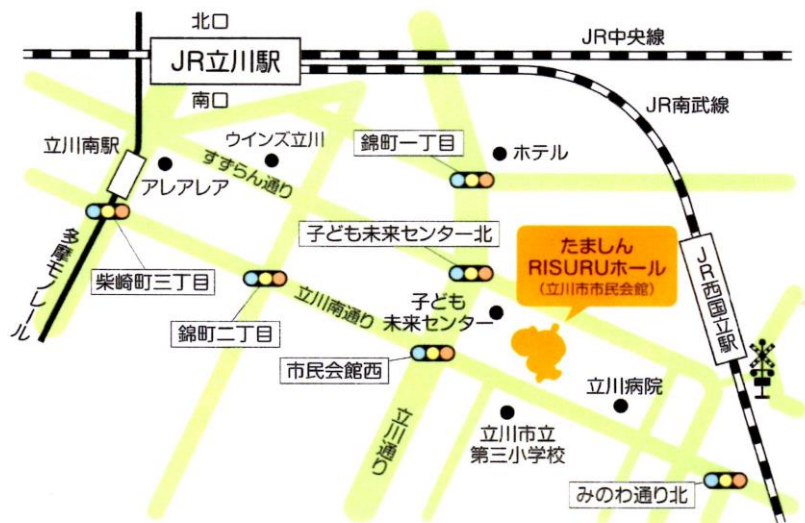 北口
JR立川駅
南口
JR中央線
JR南武線
立川南駅
アレアレア
ウインズ立川
すずらん通り
錦町一丁目
ホテル
多摩モノレール
柴崎町三丁目
錦町二丁目
立川南通り
子ども未来センター北
子ども
未来センター
たましん
RISURUホール
(立川市市民会館)
JR西国立駅
市民会館西
立川通り
立川市立
第三小学校
立川病院
みのわ通り北